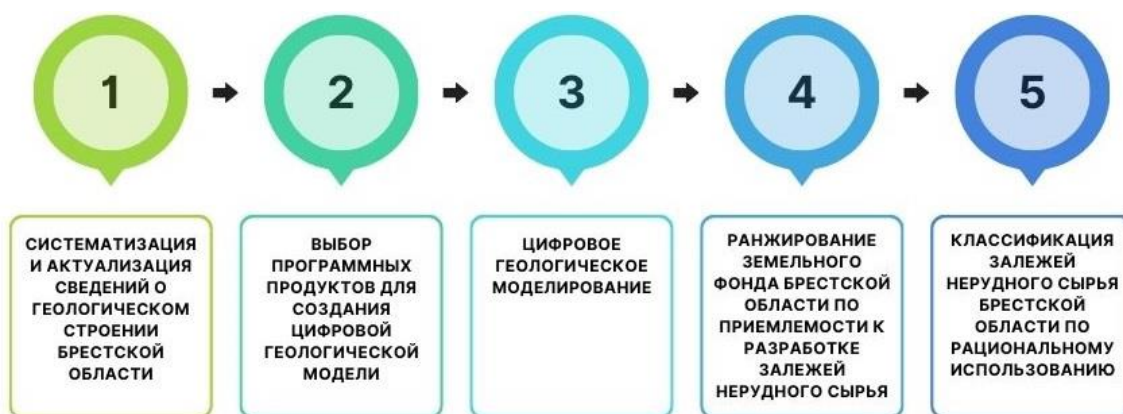 1
2
3
4
5
СИСТЕМАТИЗАЦИЯ
И АКТУАЛИЗАЦИЯ
СВЕДЕНИЙ О
ГЕОЛОГИЧЕСКОМ
СТРОЕНИИ
БРЕСТСКОЙ
ОБЛАСТИ
ВЫБОР
ПРОГРАММНЫХ
ПРОДУКТОВ ДЛЯ
СОЗДАНИЯ
ЦИФРОВОЙ
ГЕОЛОГИЧЕСКОЙ
МОДЕЛИ
ЦИФРОВОЕ
ГЕОЛОГИЧЕСКОЕ
МОДЕЛИРОВАНИЕ
РАНЖИРОВАНИЕ
ЗЕМЕЛЬНОГО
ФОНДА БРЕСТСКОЙ
ОБЛАСТИ ПО
ПРИЕМЛЕМОСТИ К
РАЗРАБОТКЕ
ЗАЛЕЖЕЙ
НЕРУДНОГО СЫРЬЯ
КЛАССИФИКАЦИЯ
ЗАЛЕЖЕЙ
НЕРУДНОГО СЫРЬЯ
БРЕСТСКОЙ
ОБЛАСТИ ПО
РАЦИОНАЛЬНОМУ
ИСПОЛЬЗОВАНИЮ